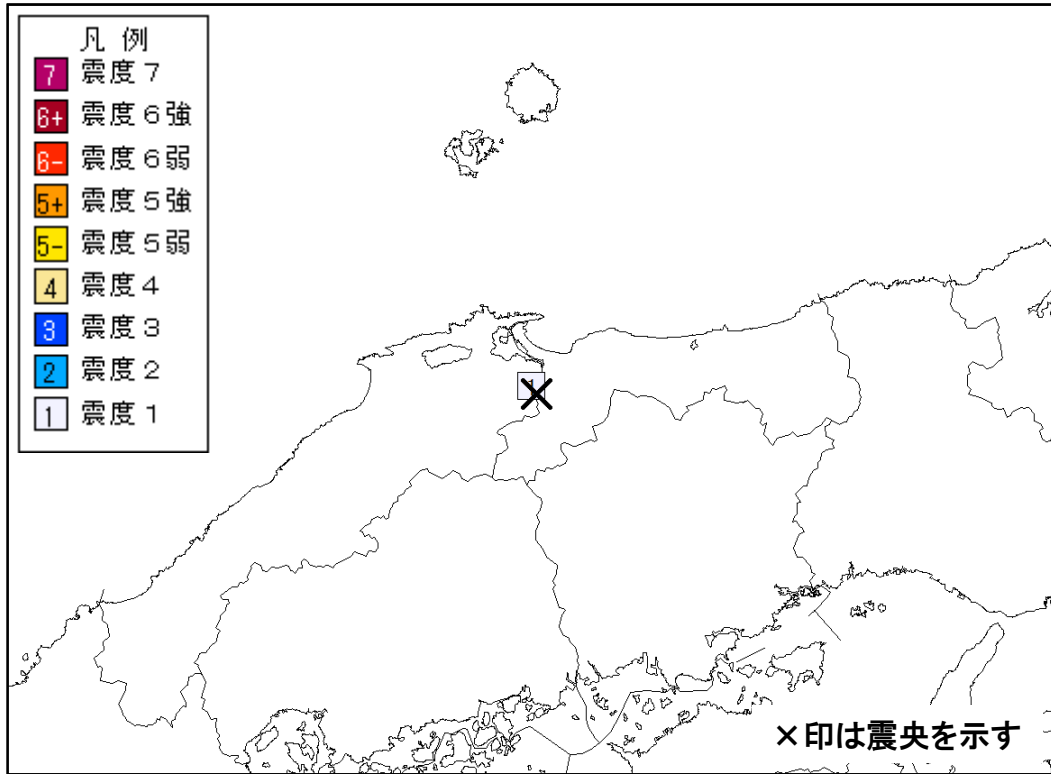 凡 例
7 震度７
6+ 震度６強
6- 震度６弱
5+ 震度５強
5- 震度５弱
4 震度４
3 震度３
2 震度２
1 震度１
1
×印は震央を示す